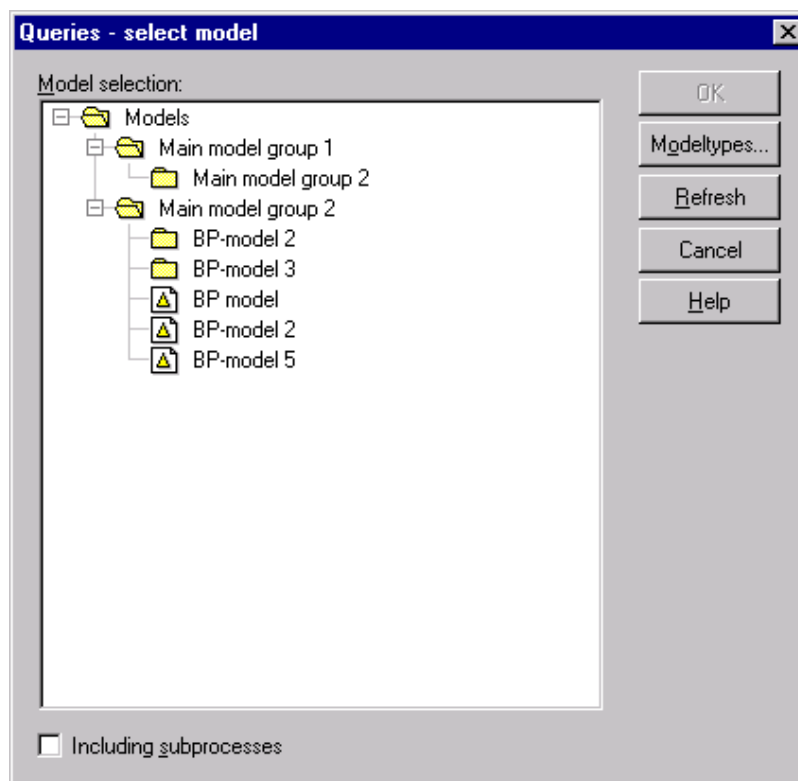 Queries - select model
Model selection:
Models
Main model group 1
Main model group 2
Main model group 2
BP-model 2
BP-model 3
BP model
BP-model 2
BP-model 5
OK
Modeltypes...
Refresh
Cancel
Help
Including subprocesses